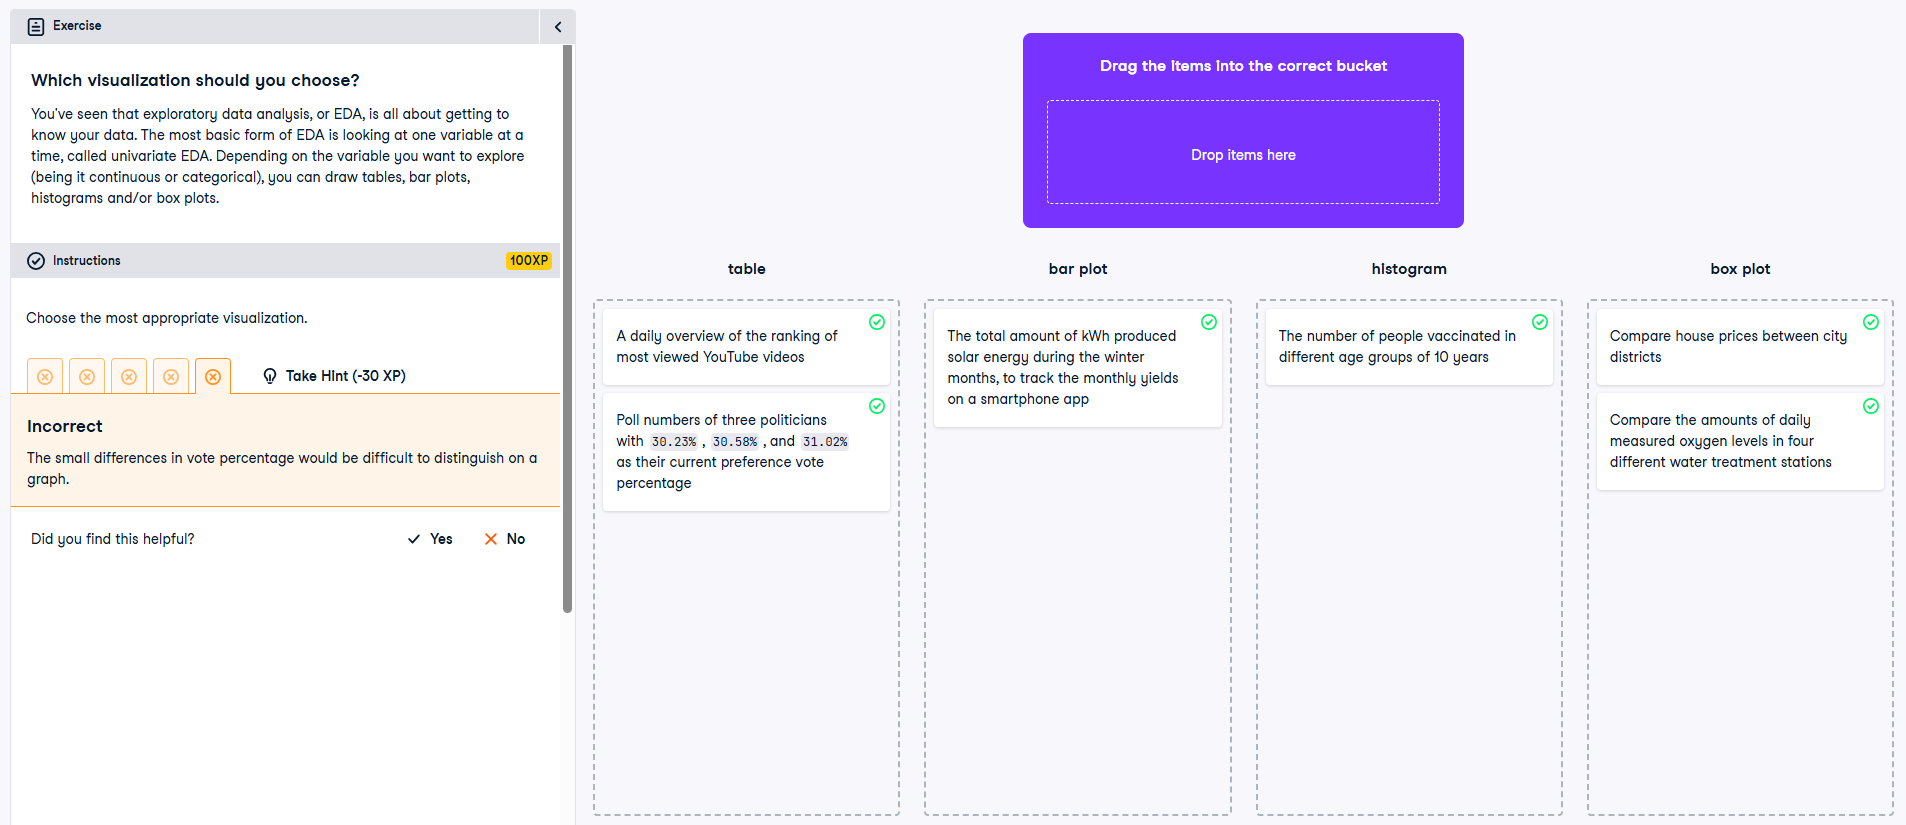 Exercise
Which visualization should you choose?
You've seen that exploratory data analysis, or EDA, is all about getting to
know your data. The most basic form of EDA is looking at one variable at a
time, called univariate EDA. Depending on the variable you want to explore
(being it continuous or categorical), you can draw tables, bar plots,
histograms and/or box plots.
Instructions
100XP
Choose the most appropriate visualization.
Take Hint (-30 XP)
Incorrect
The small differences in vote percentage would be difficult to distinguish on a
graph.
Did you find this helpful?
Yes
No
Drag the items into the correct bucket
Drop items here
table
A daily overview of the ranking of
most viewed YouTube videos
Poll numbers of three politicians
with 30.23% , 30.58% , and 31.02%
as their current preference vote
percentage
bar plot
The total amount of kWh produced
solar energy during the winter
months, to track the monthly yields
on a smartphone app
histogram
The number of people vaccinated in
different age groups of 10 years
box plot
Compare house prices between city
districts
Compare the amounts of daily
measured oxygen levels in four
different water treatment stations